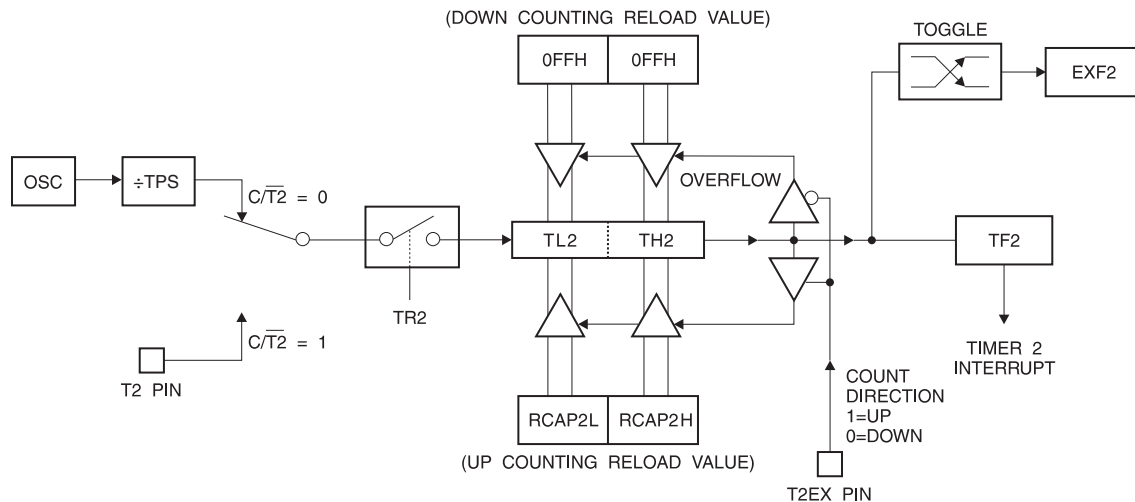 (DOWN COUNTING RELOAD VALUE)
TOGGLE
0FFH
0FFH
EXF2
OSC
÷TPS
C/T2̅ = 0
OVERFLOW
TL2
TH2
TF2
TR2
C/T2̅ = 1
T2 PIN
TIMER 2
INTERRUPT
COUNT
DIRECTION
1=UP
0=DOWN
RCAP2L
RCAP2H
(UP COUNTING RELOAD VALUE)
T2EX PIN